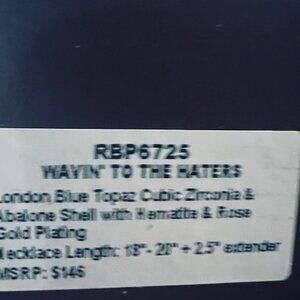 RBP6725
WAVIN' TO THE HATERS
London Blue Topaz Cubic Zirconia &
Abalone Shell with Hematite & Rose
Gold Plating
Necklace Length: 18"- 20" + 2.5" extender
MSRP: $146